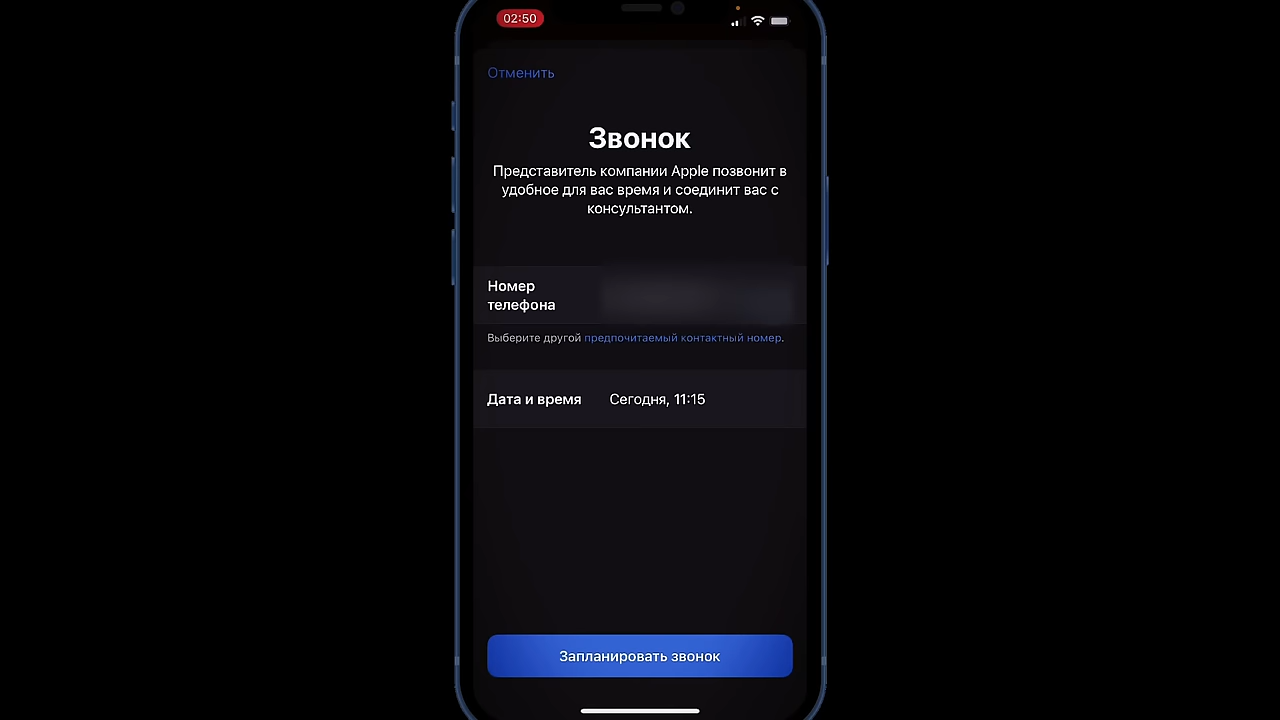 02:50
Отменить
Звонок
Представитель компании Apple позвонит в
удобное для вас время и соединит вас с
консультантом.
Номер
телефона
Выберите другой предпочитаемый контактный номер.
Дата и время Сегодня, 11:15
Запланировать звонок